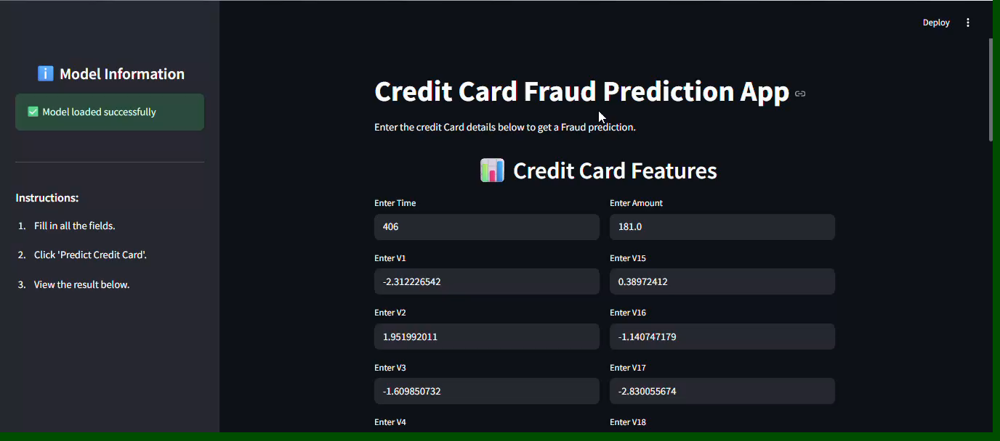 Deploy
Model Information
Model loaded successfully
Instructions:
1. Fill in all the fields.
2. Click 'Predict Credit Card'.
3. View the result below.
Credit Card Fraud Prediction App
Enter the credit Card details below to get a Fraud prediction.
Credit Card Features
Enter Time
406
Enter Amount
181.0
Enter V1
-2.312226542
Enter V15
0.38972412
Enter V2
1.951992011
Enter V16
-1.140747179
Enter V3
-1.609850732
Enter V17
-2.830055674
Enter V4
Enter V18